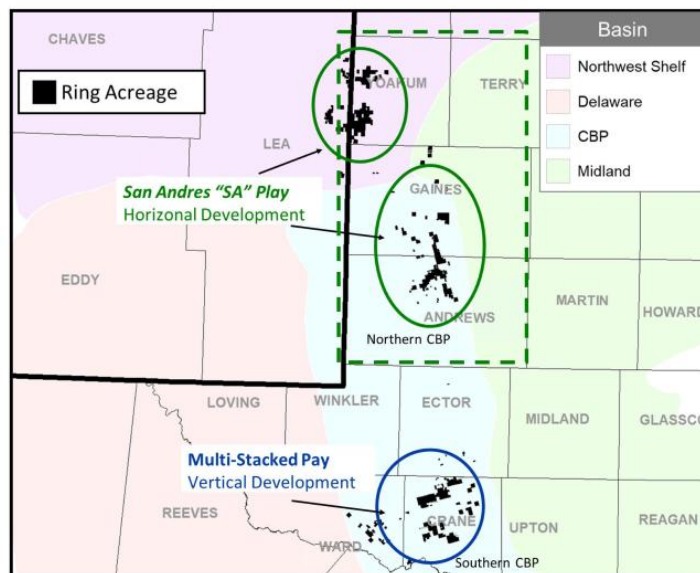 Basin
Northwest Shelf
Delaware
CBP
Midland
CHAVES
Ring Acreage
YOAKUM
TERRY
LEA
San Andres “SA” Play
Horizonal Development
GAINES
EDDY
MARTIN
HOWARD
ANDREWS
Northern CBP
LOVING
WINKLER
ECTOR
MIDLAND
GLASSCO
Multi-Stacked Pay
Vertical Development
REEVES
CRANE
UPTON
REAGAN
WARD
Southern CBP